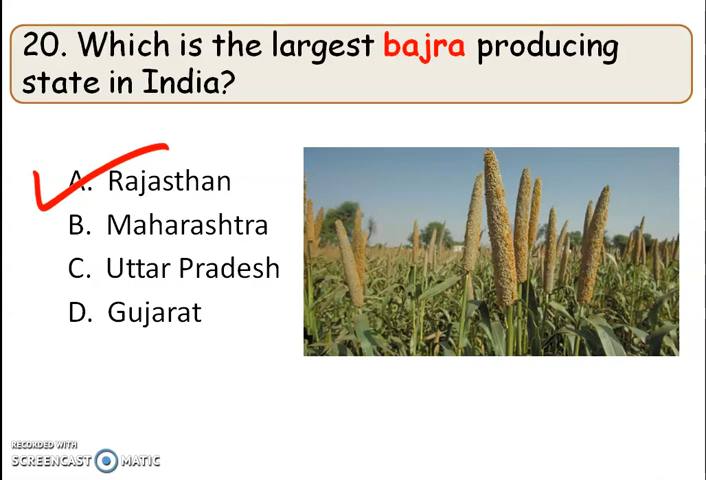 20. Which is the largest bajra producing
state in India?
A. Rajasthan
B. Maharashtra
C. Uttar Pradesh
D. Gujarat
RECORDED WITH
SCREENCAST MATIC